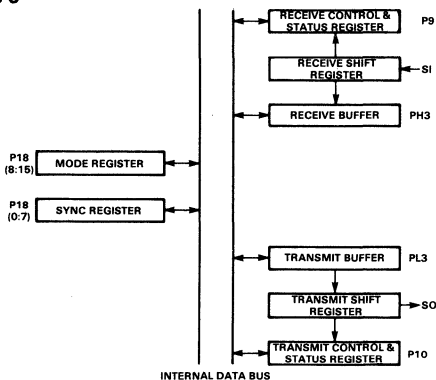 RECEIVE CONTROL &
STATUS REGISTER
P9
RECEIVE SHIFT
REGISTER
SI
RECEIVE BUFFER
PH3
P18
(8:15)
MODE REGISTER
P18
(0:7)
SYNC REGISTER
TRANSMIT BUFFER
PL3
TRANSMIT SHIFT
REGISTER
SO
TRANSMIT CONTROL &
STATUS REGISTER
P10
INTERNAL DATA BUS